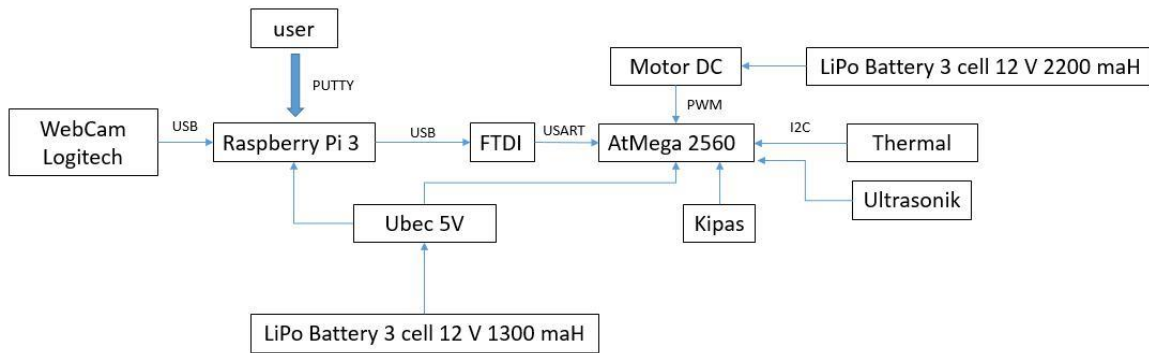 user
PUTTY
Motor DC
LiPo Battery 3 cell 12 V 2200 maH
PWM
WebCam
Logitech
USB
Raspberry Pi 3
USB
FTDI
USART
AtMega 2560
I2C
Thermal
Ultrasonik
Ubec 5V
Kipas
LiPo Battery 3 cell 12 V 1300 maH